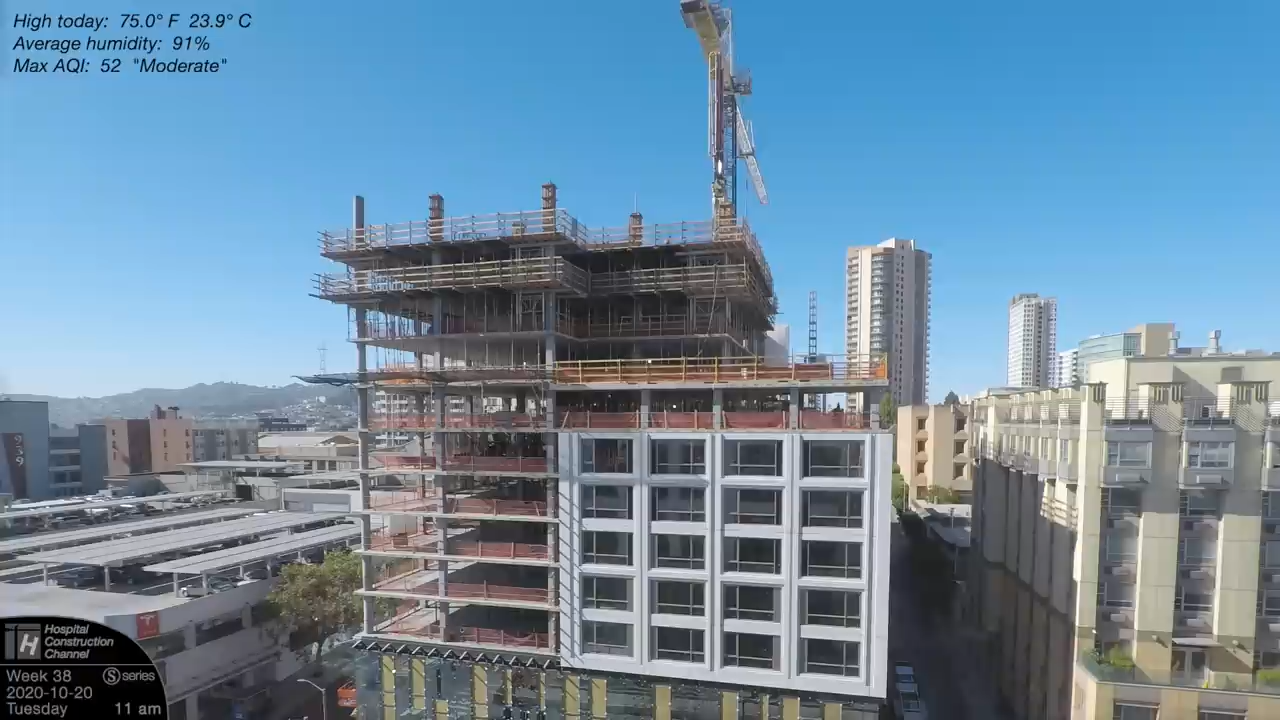 High today: 75.0° F 23.9° C
Average humidity: 91%
Max AQI: 52 "Moderate"
939
Hospital
Construction
Channel
Week 38 S series
2020-10-20
Tuesday 11 am